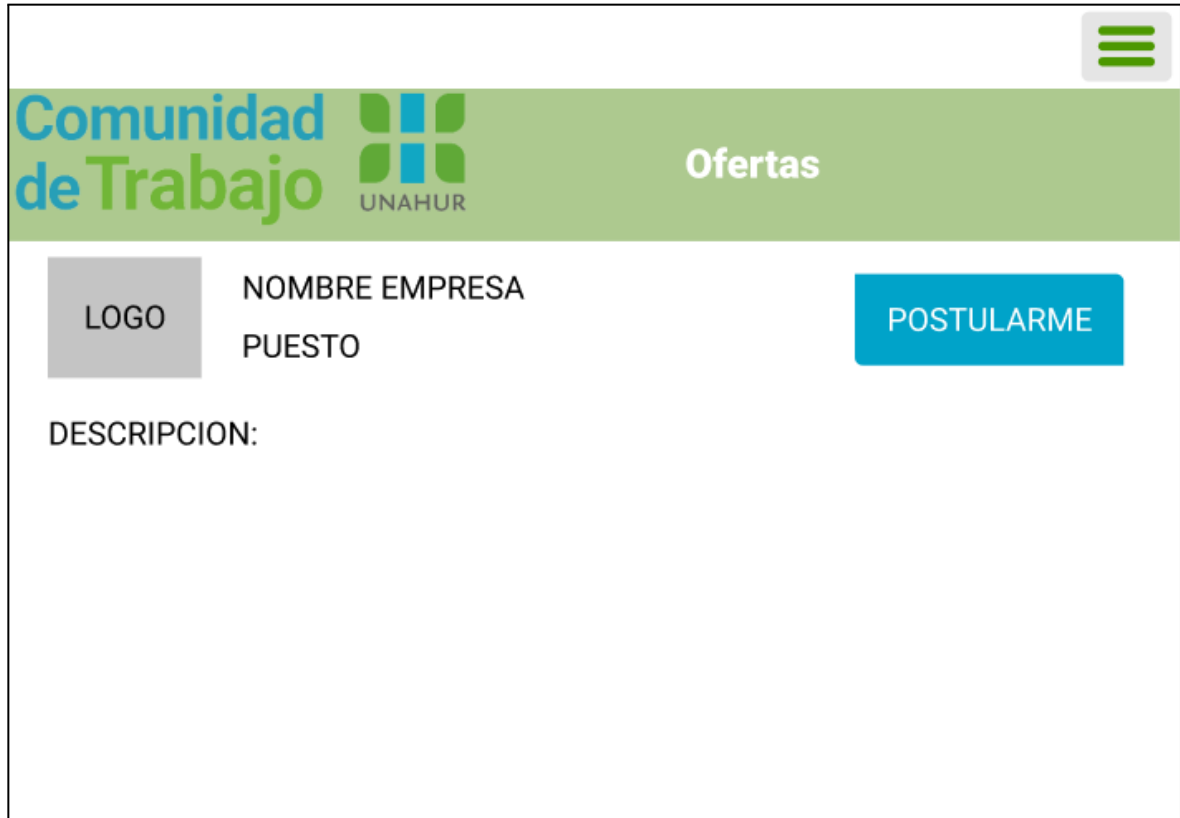 Comunidad
de Trabajo
UNAHUR
Ofertas
LOGO
NOMBRE EMPRESA
PUESTO
POSTULARME
DESCRIPCION: